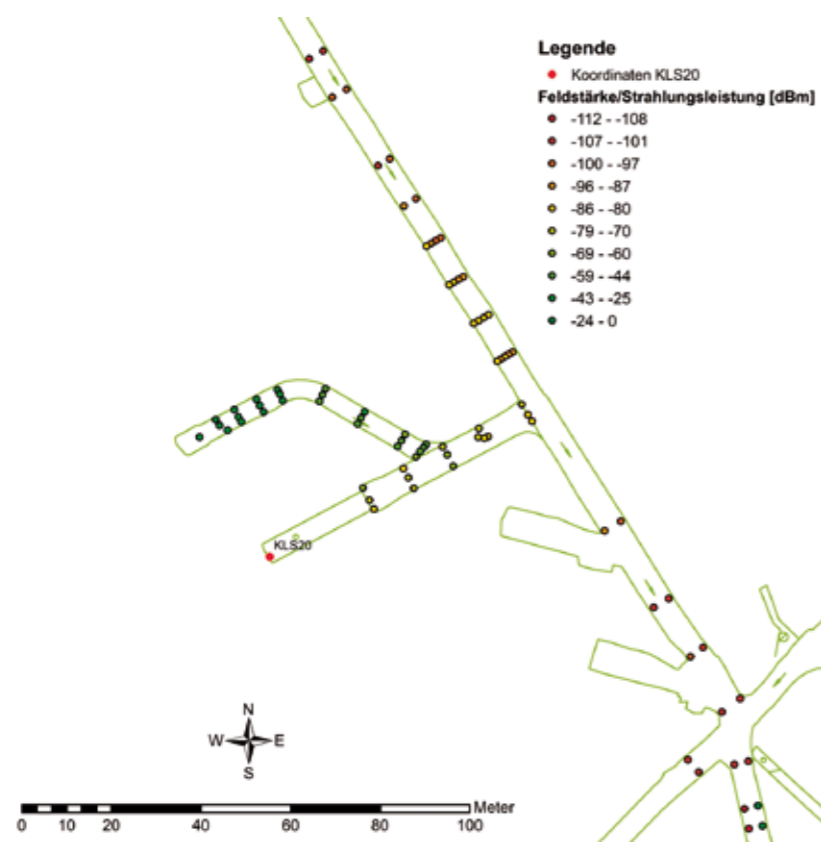 Legende
Koordinaten KLS20
Feldstärke/Strahlungsleistung [dBm]
-112 - -108
-107 - -101
-100 - -97
-96 - -87
-86 - -80
-79 - -70
-69 - -60
-59 - -44
-43 - -25
-24 - 0
KLS20
N
W E
S
Meter
0 10 20 40 60 80 100